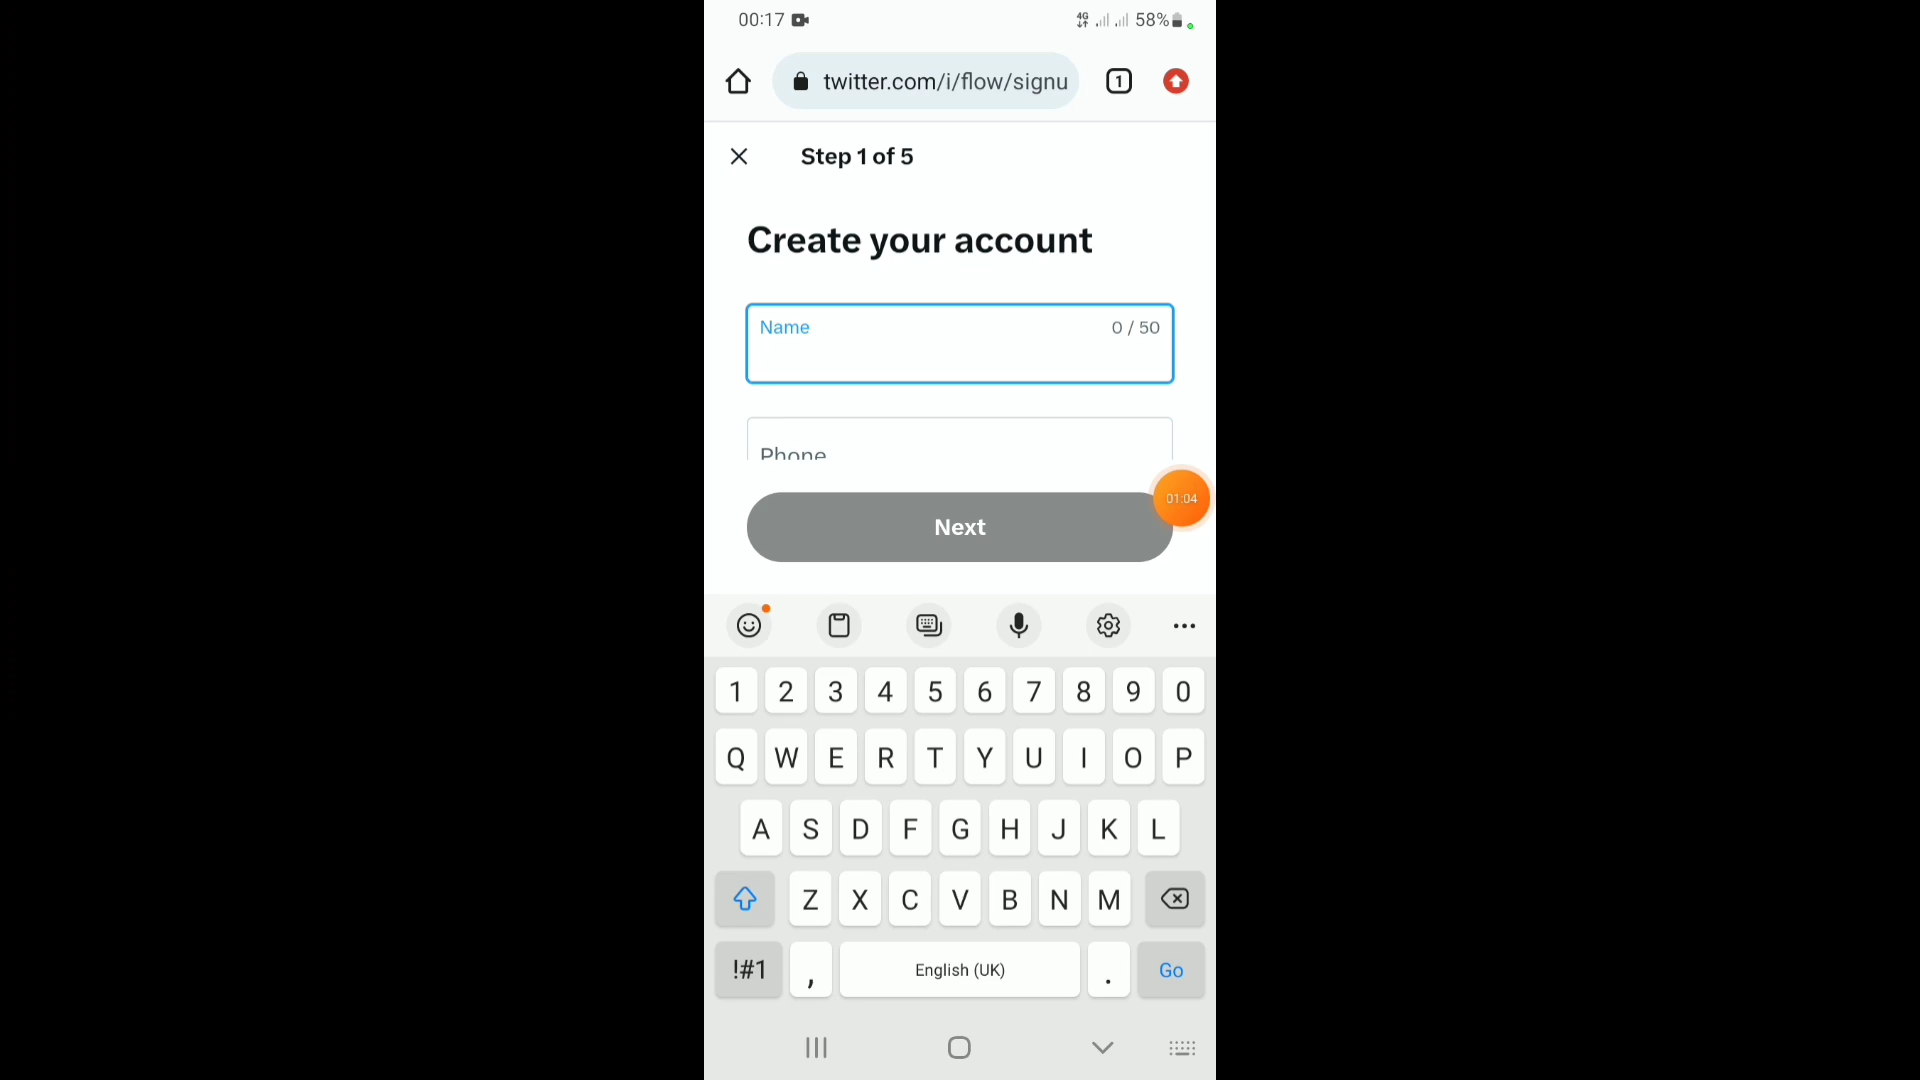 00:17 4G 58%
twitter.com/i/flow/signu 1
Step 1 of 5
Create your account
Name 0 / 50
Phone
Next
01:04
1 2 3 4 5 6 7 8 9 0
Q W E R T Y U I O P
A S D F G H J K L
Z X C V B N M
!#1 , English (UK) . Go